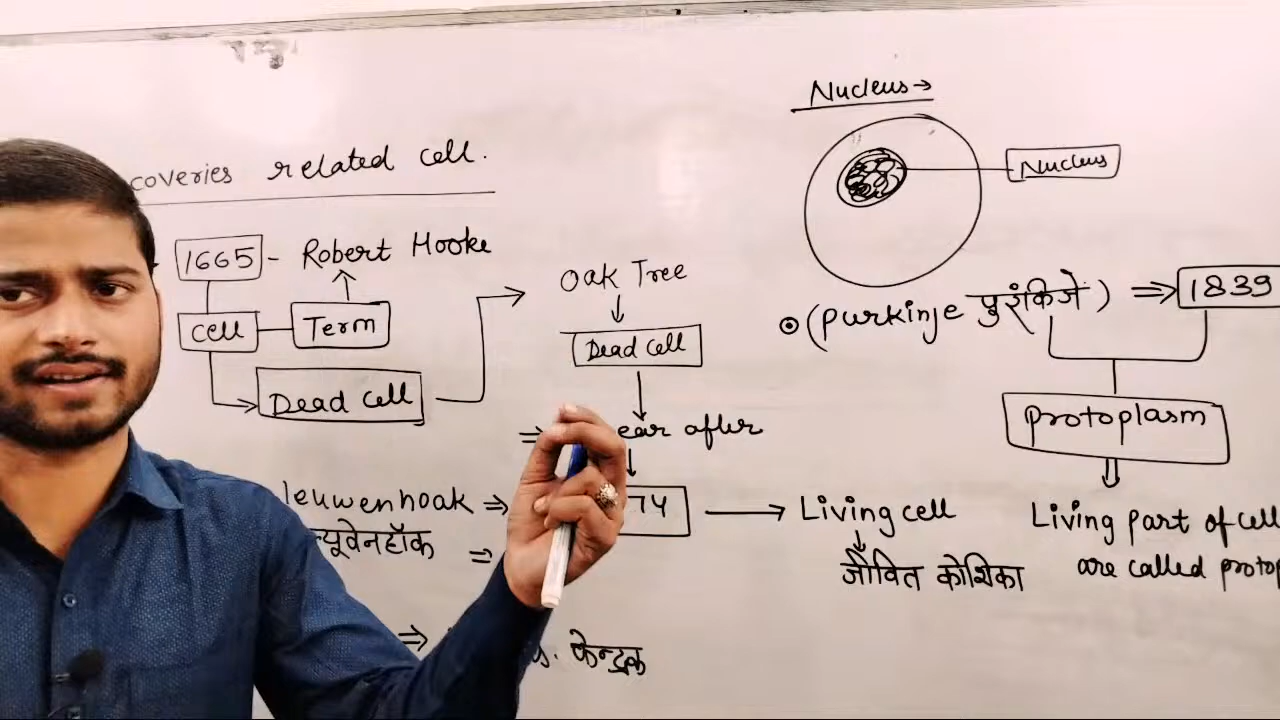 coveries related cell.
1665 - Robert Hooke
cell
Term
Dead cell
Oak Tree
Dead cell
ear after
leuwenhoak ⇒
74
Living cell
जीवित कोशिका
ल्यूवेनहॉक ⇒
⇒
केन्द्रक
Nucleus →
Nucleus
(purkinje पुरंकिजे) ⇒ 1839
protoplasm
Living part of cell
are called protop